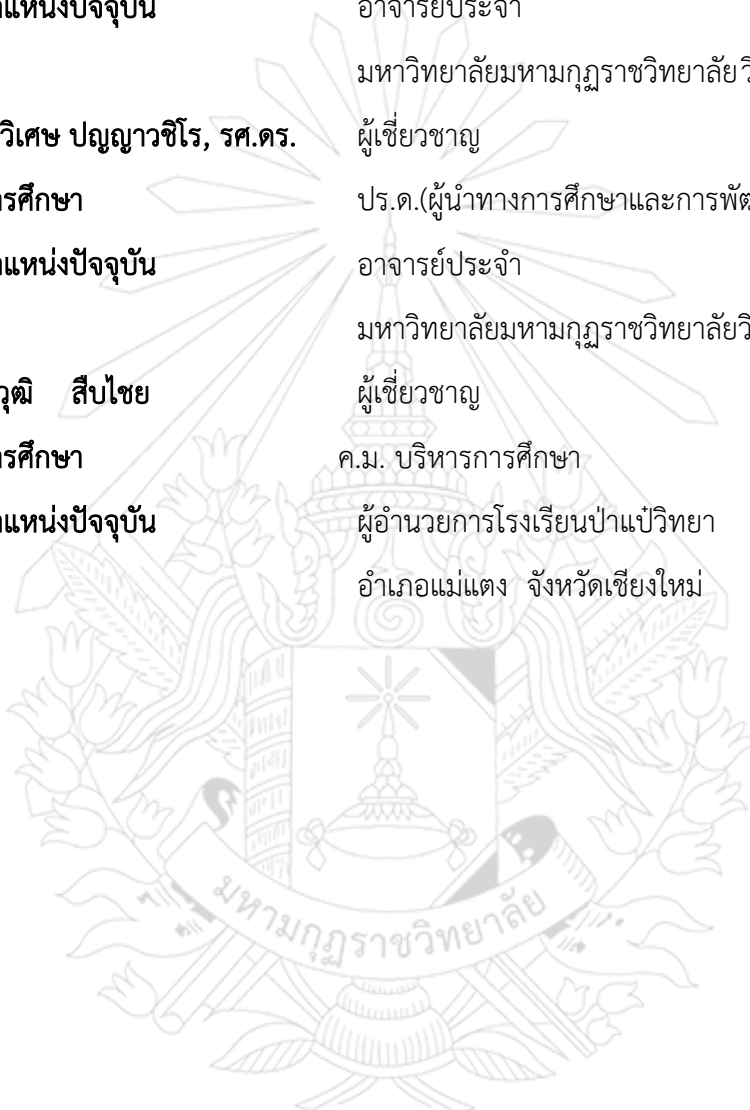 แหน่งปัจจุบัน อาจารย์ประจำ
มหาวิทยาลัยมหามกุฏราชวิทยาลัย วิ
วิเศษ ปญญาวชิโร, รศ.ดร. ผู้เชี่ยวชาญ
ารศึกษา ปร.ด.(ผู้นำทางการศึกษาและการพัฒ
แหน่งปัจจุบัน อาจารย์ประจำ
มหาวิทยาลัยมหามกุฏราชวิทยาลัยวิ
วุฒิ สืบไชย ผู้เชี่ยวชาญ
ารศึกษา ค.ม. บริหารการศึกษา
แหน่งปัจจุบัน ผู้อำนวยการโรงเรียนป่าแป๋วิทยา
อำเภอแม่แตง จังหวัดเชียงใหม่
มหามกุฏราชวิทยาลัย